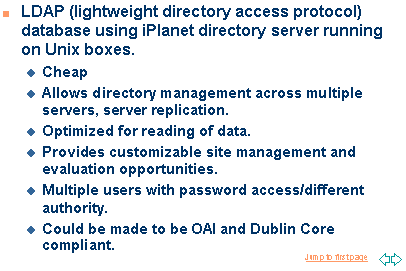 LDAP (lightweight directory access protocol)
database using iPlanet directory server running
on Unix boxes.
Cheap
Allows directory management across multiple
servers, server replication.
Optimized for reading of data.
Provides customizable site management and
evaluation opportunities.
Multiple users with password access/different
authority.
Could be made to be OAI and Dublin Core
compliant.
Jump to first page